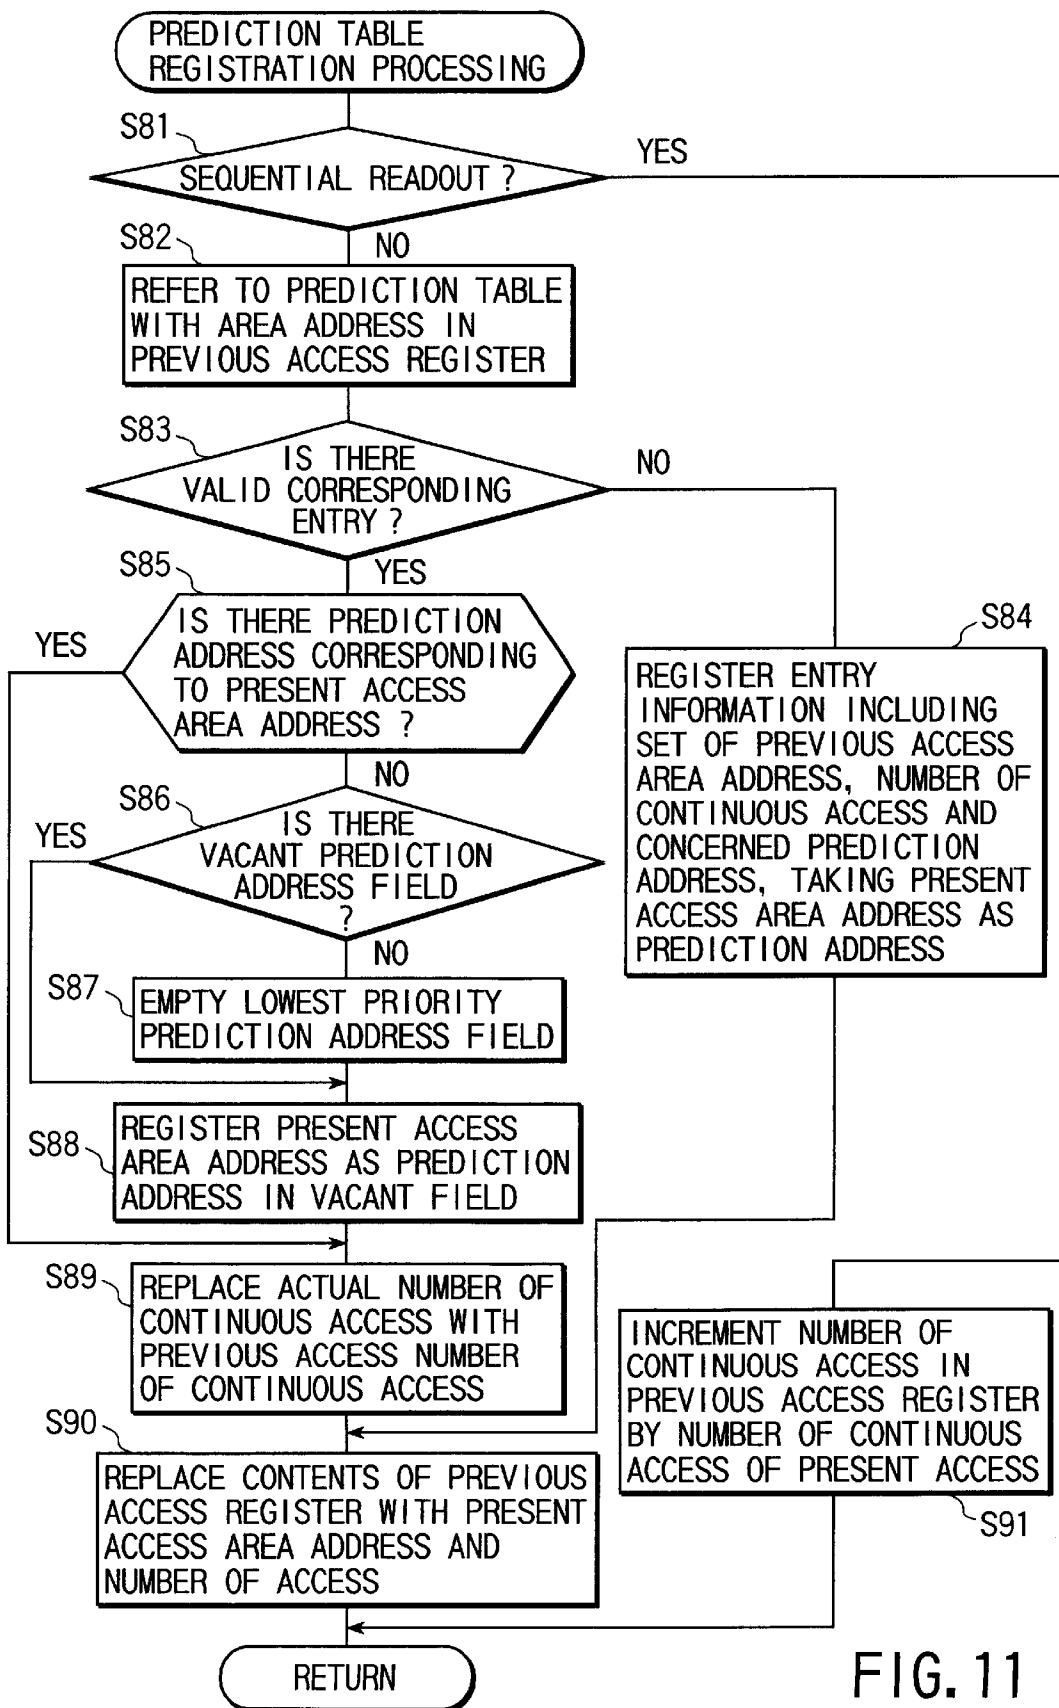 PREDICTION TABLE
REGISTRATION PROCESSING
S81
SEQUENTIAL READOUT ?
YES
NO
S82
REFER TO PREDICTION TABLE
WITH AREA ADDRESS IN
PREVIOUS ACCESS REGISTER
S83
IS THERE
VALID CORRESPONDING
ENTRY ?
NO
YES
S85
IS THERE PREDICTION
ADDRESS CORRESPONDING
TO PRESENT ACCESS
AREA ADDRESS ?
YES
NO
S84
REGISTER ENTRY
INFORMATION INCLUDING
SET OF PREVIOUS ACCESS
AREA ADDRESS, NUMBER OF
CONTINUOUS ACCESS AND
CONCERNED PREDICTION
ADDRESS, TAKING PRESENT
ACCESS AREA ADDRESS AS
PREDICTION ADDRESS
S86
IS THERE
VACANT PREDICTION
ADDRESS FIELD
?
YES
NO
S87
EMPTY LOWEST PRIORITY
PREDICTION ADDRESS FIELD
S88
REGISTER PRESENT ACCESS
AREA ADDRESS AS PREDICTION
ADDRESS IN VACANT FIELD
S89
REPLACE ACTUAL NUMBER OF
CONTINUOUS ACCESS WITH
PREVIOUS ACCESS NUMBER
OF CONTINUOUS ACCESS
S90
REPLACE CONTENTS OF PREVIOUS
ACCESS REGISTER WITH PRESENT
ACCESS AREA ADDRESS AND
NUMBER OF ACCESS
INCREMENT NUMBER OF
CONTINUOUS ACCESS IN
PREVIOUS ACCESS REGISTER
BY NUMBER OF CONTINUOUS
ACCESS OF PRESENT ACCESS
S91
RETURN
FIG. 11